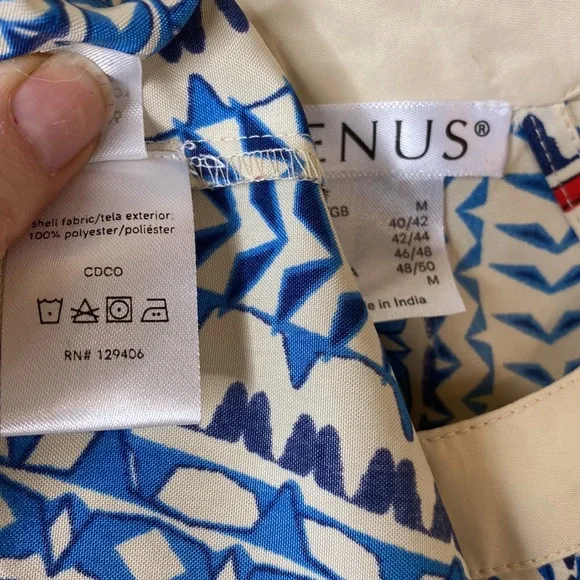 ENUS®
shell fabric/tela exterior:
100% polyester/poliéster
CDCO
RN# 129406
M
GB 40/42
42/44
46/48
48/50
M
in India